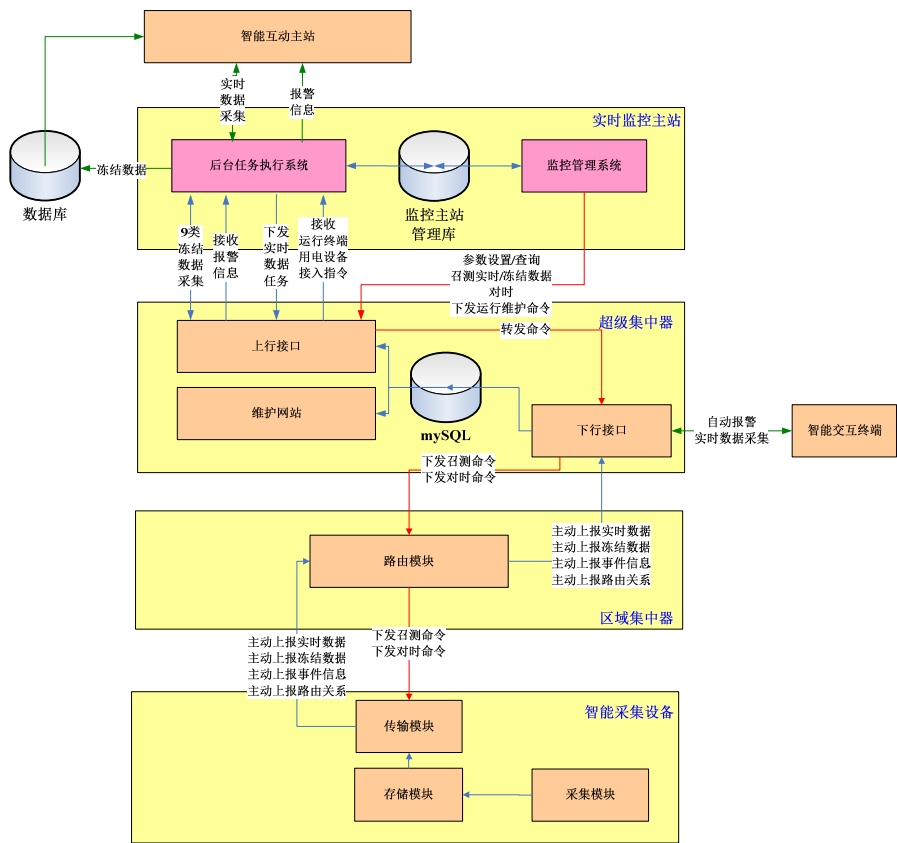 智能互动主站
实时
数据
采集
报警
信息
实时监控主站
后台任务执行系统
监控管理系统
冻结数据
数据库
监控主站
管理库
9类
冻结
数据
采集
接收
报警
信息
下发
实时
数据
任务
接收
运行终端
用电设备
接入指令
参数设置/查询
召测实时/冻结数据
对时
下发运行维护命令
超级集中器
转发命令
上行接口
维护网站
mySQL
下行接口
自动报警
实时数据采集
智能交互终端
下发召测命令
下发对时命令
主动上报实时数据
主动上报冻结数据
主动上报事件信息
主动上报路由关系
路由模块
区域集中器
主动上报实时数据
主动上报冻结数据
主动上报事件信息
主动上报路由关系
下发召测命令
下发对时命令
智能采集设备
传输模块
存储模块
采集模块